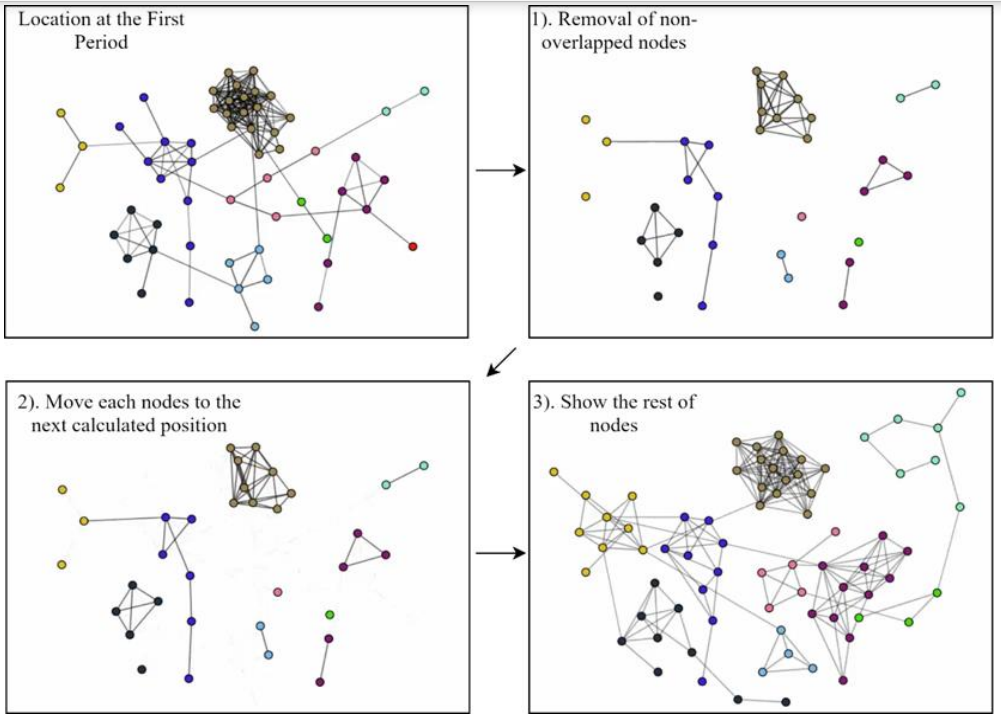 Location at the First
Period
1). Removal of non-
overlapped nodes
2). Move each nodes to the
next calculated position
3). Show the rest of
nodes